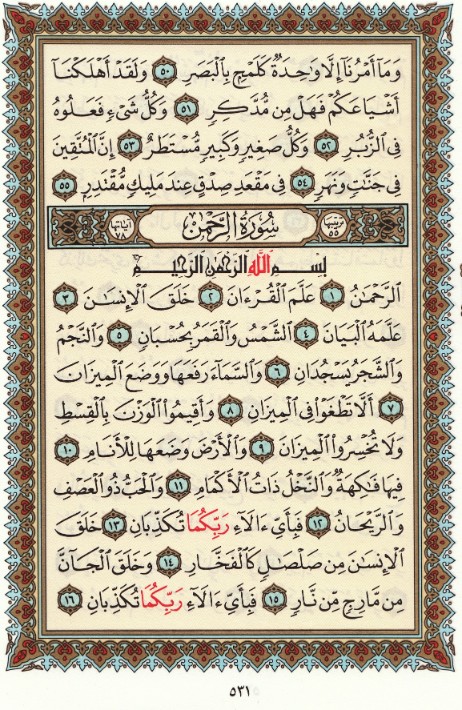 وَمَآ أَمْرُنَآ إِلَّا وَٰحِدَةٌ كَلَمْحٍۭ بِٱلْبَصَرِ ٥٠ وَلَقَدْ أَهْلَكْنَآ
أَشْيَاعَكُمْ فَهَلْ مِن مُّدَّكِرٍ ٥١ وَكُلُّ شَىْءٍ فَعَلُوهُ
فِى ٱلزُّبُرِ ٥٢ وَكُلُّ صَغِيرٍ وَكَبِيرٍ مُّسْتَطَرٌ ٥٣ إِنَّ ٱلْمُتَّقِينَ
فِى جَنَّٰتٍ وَنَهَرٍ ٥٤ فِى مَقْعَدِ صِدْقٍ عِندَ مَلِيكٍ مُّقْتَدِرٍۭ ٥٥
ترتيبها ٥٥ سُورَةُ الرَّحْمَٰن آياتها ٧٨
بِسْمِ ٱللَّهِ ٱلرَّحْمَٰنِ ٱلرَّحِيمِ
ٱلرَّحْمَٰنُ ١ عَلَّمَ ٱلْقُرْءَانَ ٢ خَلَقَ ٱلْإِنسَٰنَ ٣
عَلَّمَهُ ٱلْبَيَانَ ٤ ٱلشَّمْسُ وَٱلْقَمَرُ بِحُسْبَانٍ ٥ وَٱلنَّجْمُ
وَٱلشَّجَرُ يَسْجُدَانِ ٦ وَٱلسَّمَآءَ رَفَعَهَا وَوَضَعَ ٱلْمِيزَانَ
٧ أَلَّا تَطْغَوْا۟ فِى ٱلْمِيزَانِ ٨ وَأَقِيمُوا۟ ٱلْوَزْنَ بِٱلْقِسْطِ
وَلَا تُخْسِرُوا۟ ٱلْمِيزَانَ ٩ وَٱلْأَرْضَ وَضَعَهَا لِلْأَنَامِ ١٠
فِيهَا فَٰكِهَةٌ وَٱلنَّخْلُ ذَاتُ ٱلْأَكْمَامِ ١١ وَٱلْحَبُّ ذُو ٱلْعَصْفِ
وَٱلرَّيْحَانُ ١٢ فَبِأَىِّ ءَالَآءِ رَبِّكُمَا تُكَذِّبَانِ ١٣ خَلَقَ
ٱلْإِنسَٰنَ مِن صَلْصَٰلٍ كَٱلْفَخَّارِ ١٤ وَخَلَقَ ٱلْجَآنَّ
مِن مَّارِجٍ مِّن نَّارٍ ١٥ فَبِأَىِّ ءَالَآءِ رَبِّكُمَا تُكَذِّبَانِ ١٦
٥٣١